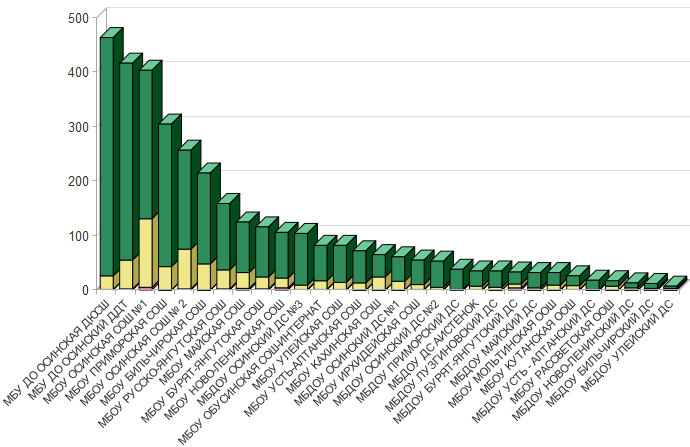 500
400
300
200
100
0
МБУ ДО ОСИНСКАЯ ДЮСШ
МБУ ДО ОСИНСКИЙ ДДТ
МБОУ ОСИНСКАЯ СОШ №1
МБОУ ПРИМОРСКАЯ СОШ
МБОУ ОСИНСКАЯ СОШ № 2
МБОУ БИЛЬЧИРСКАЯ СОШ
МБОУ РУССКО-ЯНГУТСКАЯ СОШ
МБОУ МАЙСКАЯ СОШ
МБОУ БУРЯТ-ЯНГУТСКАЯ СОШ
МБОУ НОВО-ЛЕНИНСКАЯ СОШ
МБДОУ ОСИНСКИЙ ДС №3
МБОУ ОБУСИНСКАЯ СОШ-ИНТЕРНАТ
МБОУ УЛЕЙСКАЯ СОШ
МБОУ УСТЬ-АЛТАНСКАЯ СОШ
МБОУ КАХИНСКАЯ СОШ
МБДОУ ОСИНСКИЙ ДС №1
МБОУ ИРХИДЕЙСКАЯ СОШ
МБДОУ ОСИНСКИЙ ДС №2
МБДОУ ПРИМОРСКИЙ ДС
МБДОУ ДС АИСТЕНОК
МБДОУ РУССКО-ЯНГУТСКИЙ ДС
МБДОУ БУРЯТ-ЯНГУТСКИЙ ДС
МБДОУ МАЙСКИЙ ДС
МБОУ МОЛЬТИНСКАЯ ООШ
МБОУ КУТАНСКАЯ ООШ
МБДОУ УСТЬ -АЛТАНСКИЙ ДС
МБОУ РАССВЕТСКАЯ ООШ
МБДОУ НОВО-ЛЕНИНСКИЙ ДС
МБДОУ БИЛЬЧИРСКИЙ ДС
МБДОУ УЛЕЙСКИЙ ДС